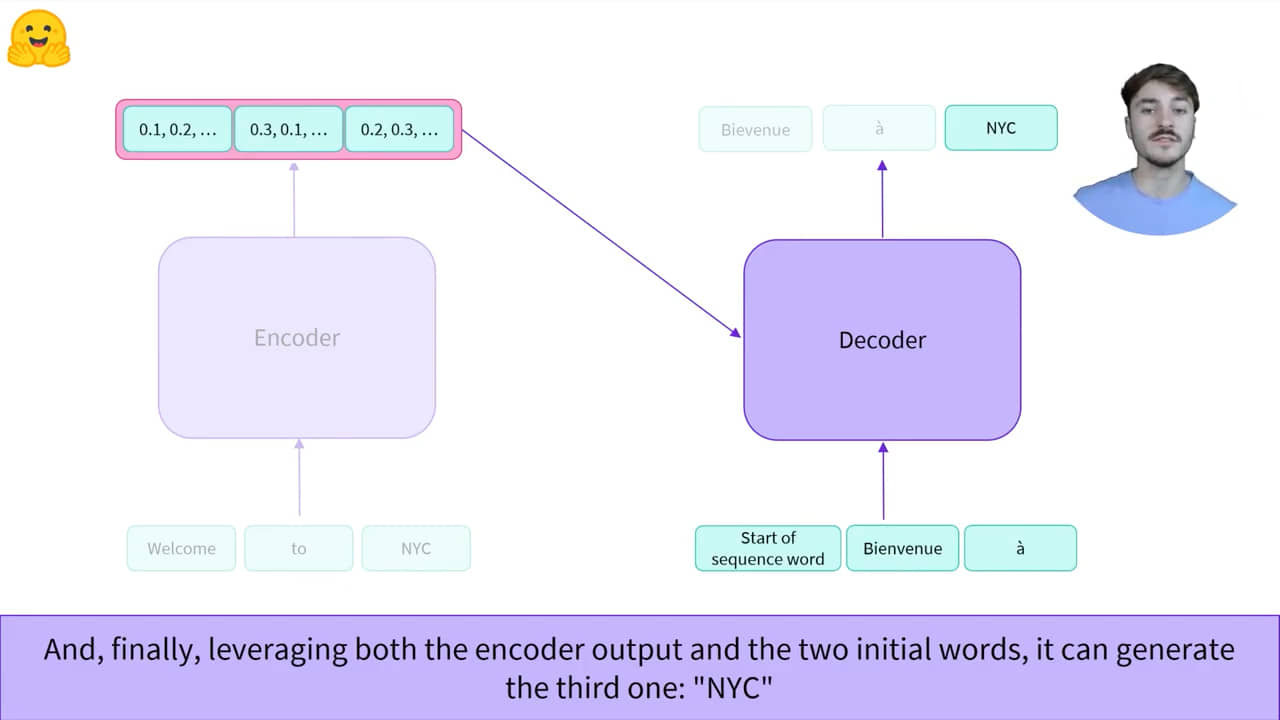 0.1, 0.2, …
0.3, 0.1, …
0.2, 0.3, …
Bievenue
à
NYC
Encoder
Decoder
Welcome
to
NYC
Start of
sequence word
Bienvenue
à
And, finally, leveraging both the encoder output and the two initial words, it can generate
the third one: "NYC"